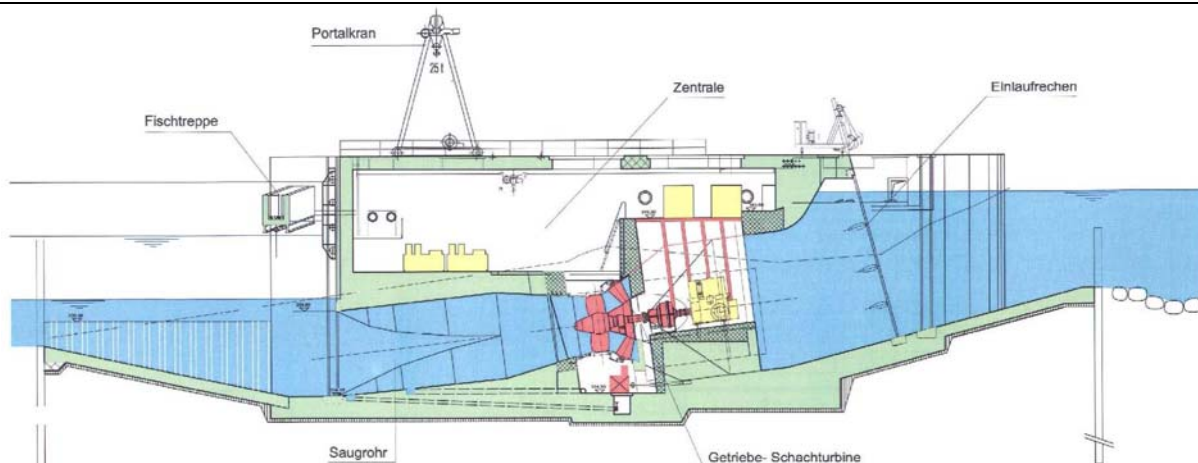 Portalkran
25 t
Zentrale
Einlaufrechen
Fischtreppe
Saugrohr
Getriebe- Schachturbine